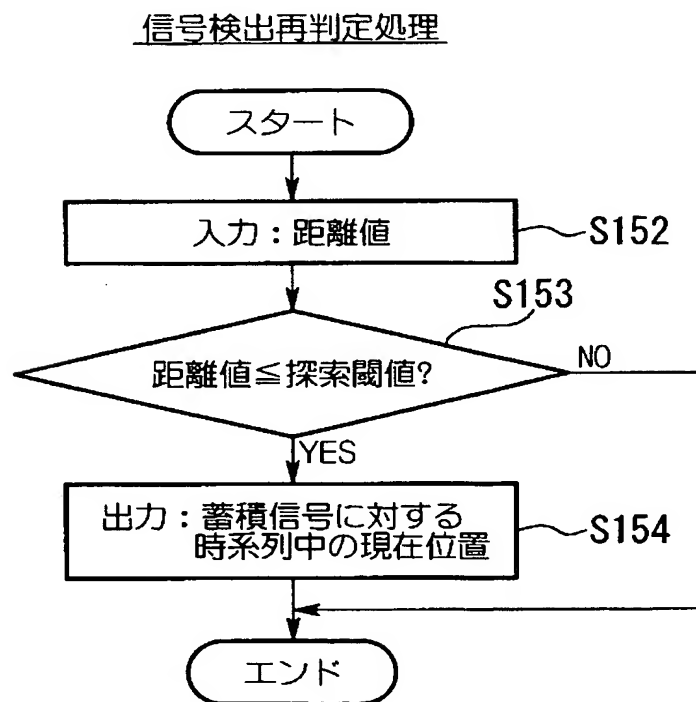 信号検出再判定処理
スタート
入力：距離値
S152
S153
距離値≦探索閾値?
NO
YES
出力：蓄積信号に対する
時系列中の現在位置
S154
エンド